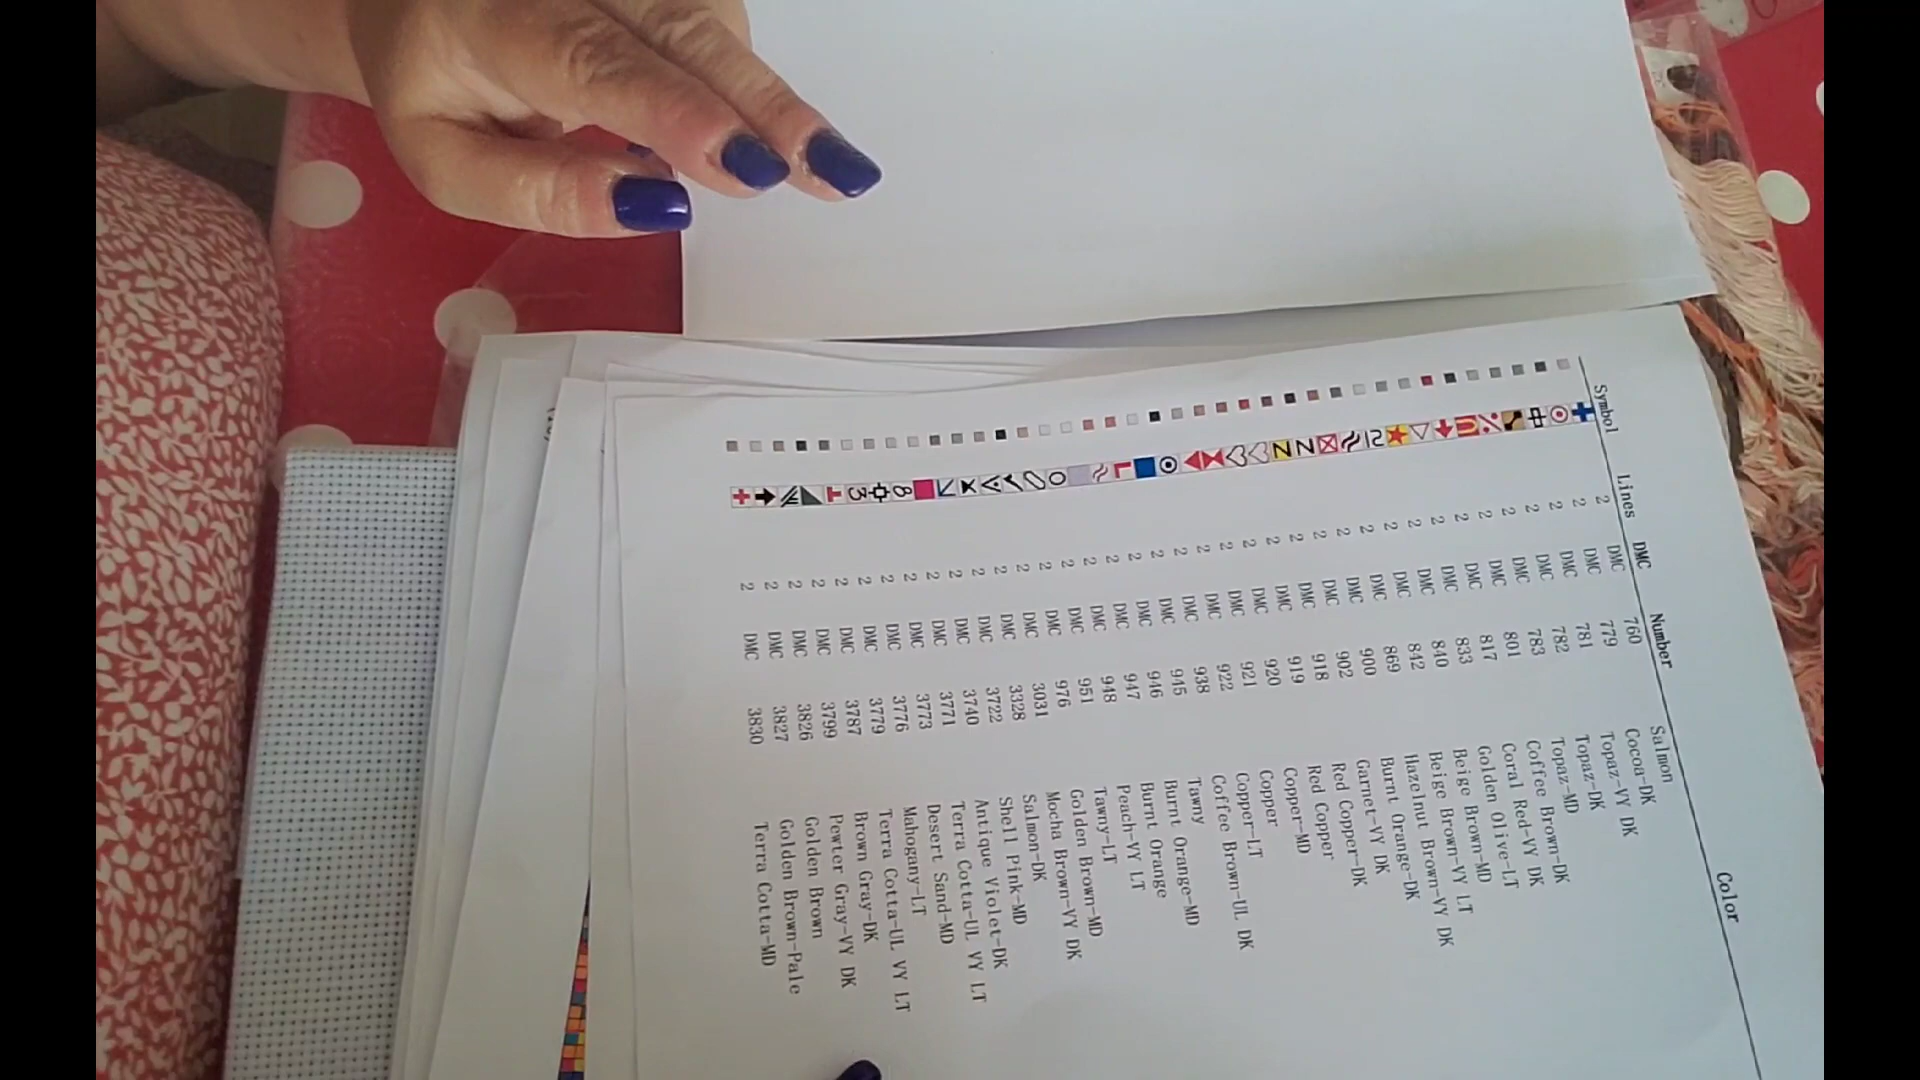 Symbol Lines DMC Number Color
2 DMC 760 Salmon
2 DMC 779 Cocoa-DK
2 DMC 781 Topaz-VY DK
2 DMC 782 Topaz-DK
2 DMC 783 Topaz-MD
2 DMC 801 Coffee Brown-DK
2 DMC 817 Coral Red-VY DK
2 DMC 833 Golden Olive-LT
2 DMC 840 Beige Brown-MD
2 DMC 842 Beige Brown-VY LT
2 DMC 869 Hazelnut Brown-VY DK
2 DMC 900 Burnt Orange-DK
2 DMC 902 Garnet-VY DK
2 DMC 918 Red Copper-DK
2 DMC 919 Red Copper
2 DMC 920 Copper-MD
2 DMC 921 Copper
2 DMC 922 Copper-LT
2 DMC 938 Coffee Brown-UL DK
2 DMC 945 Tawny
2 DMC 946 Burnt Orange-MD
2 DMC 947 Burnt Orange
2 DMC 948 Peach-VY LT
2 DMC 951 Tawny-LT
2 DMC 976 Golden Brown-MD
2 DMC 3031 Mocha Brown-VY DK
2 DMC 3328 Salmon-DK
2 DMC 3722 Shell Pink-MD
2 DMC 3740 Antique Violet-DK
2 DMC 3771 Terra Cotta-UL VY LT
2 DMC 3773 Desert Sand-MD
2 DMC 3776 Mahogany-LT
2 DMC 3779 Terra Cotta-UL VY LT
2 DMC 3787 Brown Gray-DK
2 DMC 3799 Pewter Gray-VY DK
2 DMC 3826 Golden Brown
2 DMC 3827 Golden Brown-Pale
2 DMC 3830 Terra Cotta-MD